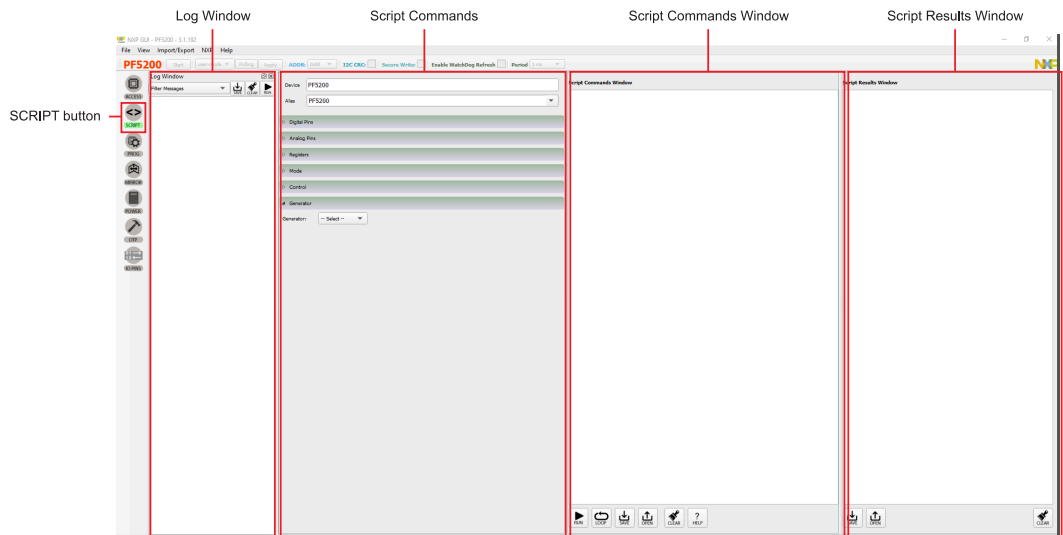 Log Window
Script Commands
Script Commands Window
Script Results Window
NXP GUI - PF5200 - 3.1.192
File View Import/Export NXP Help
PF5200 Start Polling Apply ADDR: I2C CRC: Secure Write: Enable WatchDog Refresh Period
NXP
Log Window
Filter Messages
SAVE CLEAR RUN
Device PF5200
Alias PF5200
Script Commands Window
Script Results Window
ACCESS
SCRIPT button
SCRIPT
PROG
MIRROR
POWER
OTP
IO PINS
Digital Pins
Analog Pins
Registers
Mode
Control
Generator
Generator: -- Select --
RUN LOOP SAVE OPEN CLEAR HELP
SAVE OPEN CLEAR